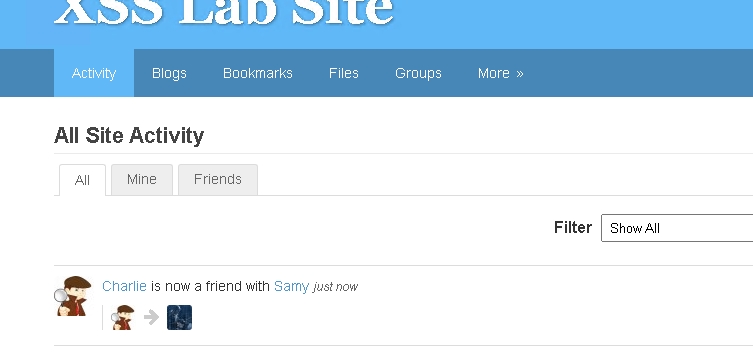 XSS Lab Site
Activity Blogs Bookmarks Files Groups More »
All Site Activity
All Mine Friends
Filter Show All
Charlie is now a friend with Samy just now